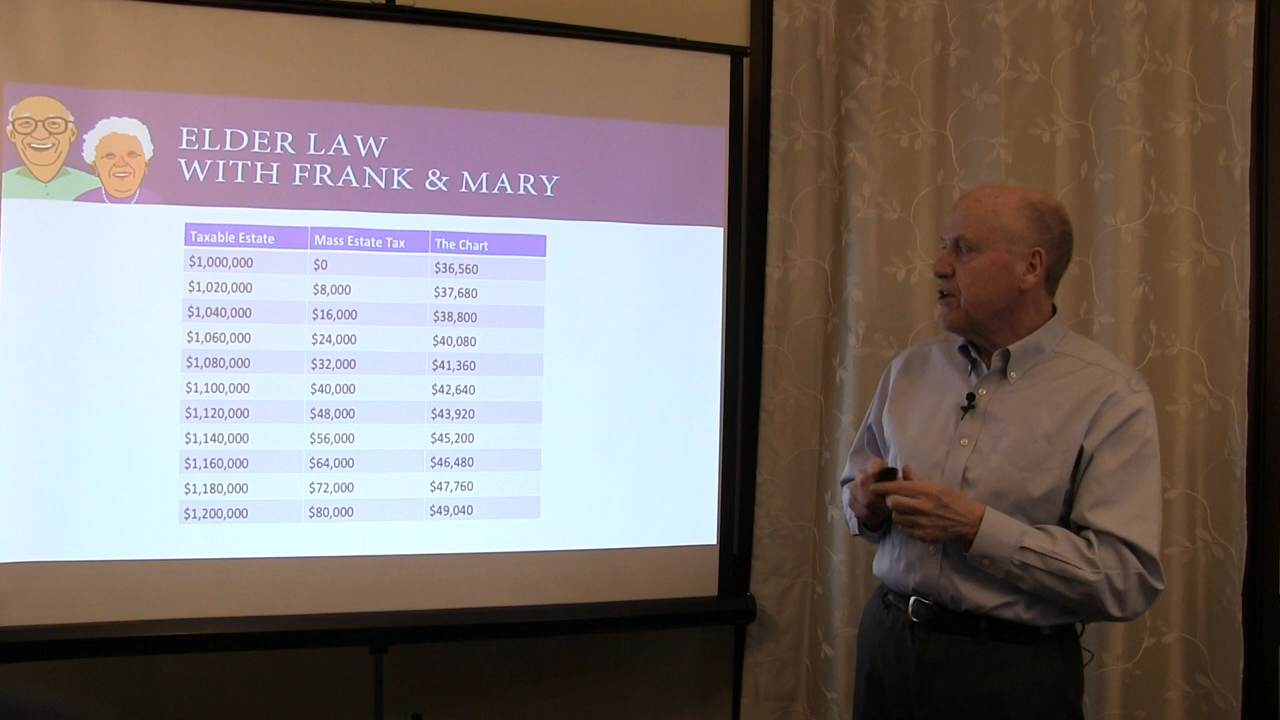 ELDER LAW
WITH FRANK & MARY
Taxable Estate Mass Estate Tax The Chart
$1,000,000 $0 $36,560
$1,020,000 $8,000 $37,680
$1,040,000 $16,000 $38,800
$1,060,000 $24,000 $40,080
$1,080,000 $32,000 $41,360
$1,100,000 $40,000 $42,640
$1,120,000 $48,000 $43,920
$1,140,000 $56,000 $45,200
$1,160,000 $64,000 $46,480
$1,180,000 $72,000 $47,760
$1,200,000 $80,000 $49,040